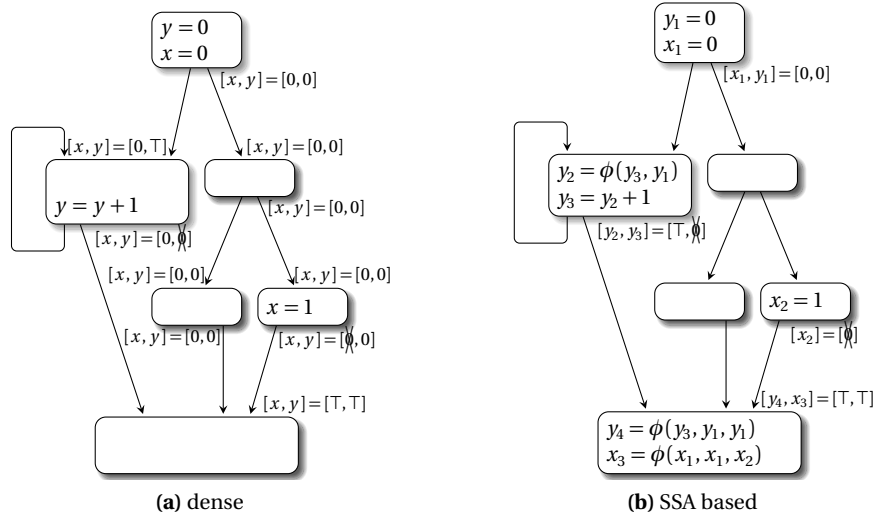 y = 0
x = 0
[x, y] = [0, 0]
[x, y] = [0, ⊤]
[x, y] = [0, 0]
y = y + 1
[x, y] = [0, 0]
[x, y] = [0, 0̸]
[x, y] = [0, 0]
[x, y] = [0, 0]
x = 1
[x, y] = [0, 0]
[x, y] = [0̸, 0]
[x, y] = [⊤, ⊤]
(a) dense
y₁ = 0
x₁ = 0
[x₁, y₁] = [0, 0]
y₂ = ϕ(y₃, y₁)
y₃ = y₂ + 1
[y₂, y₃] = [⊤, 0̸]
x₂ = 1
[x₂] = [0̸]
[y₄, x₃] = [⊤, ⊤]
y₄ = ϕ(y₃, y₁, y₁)
x₃ = ϕ(x₁, x₁, x₂)
(b) SSA based